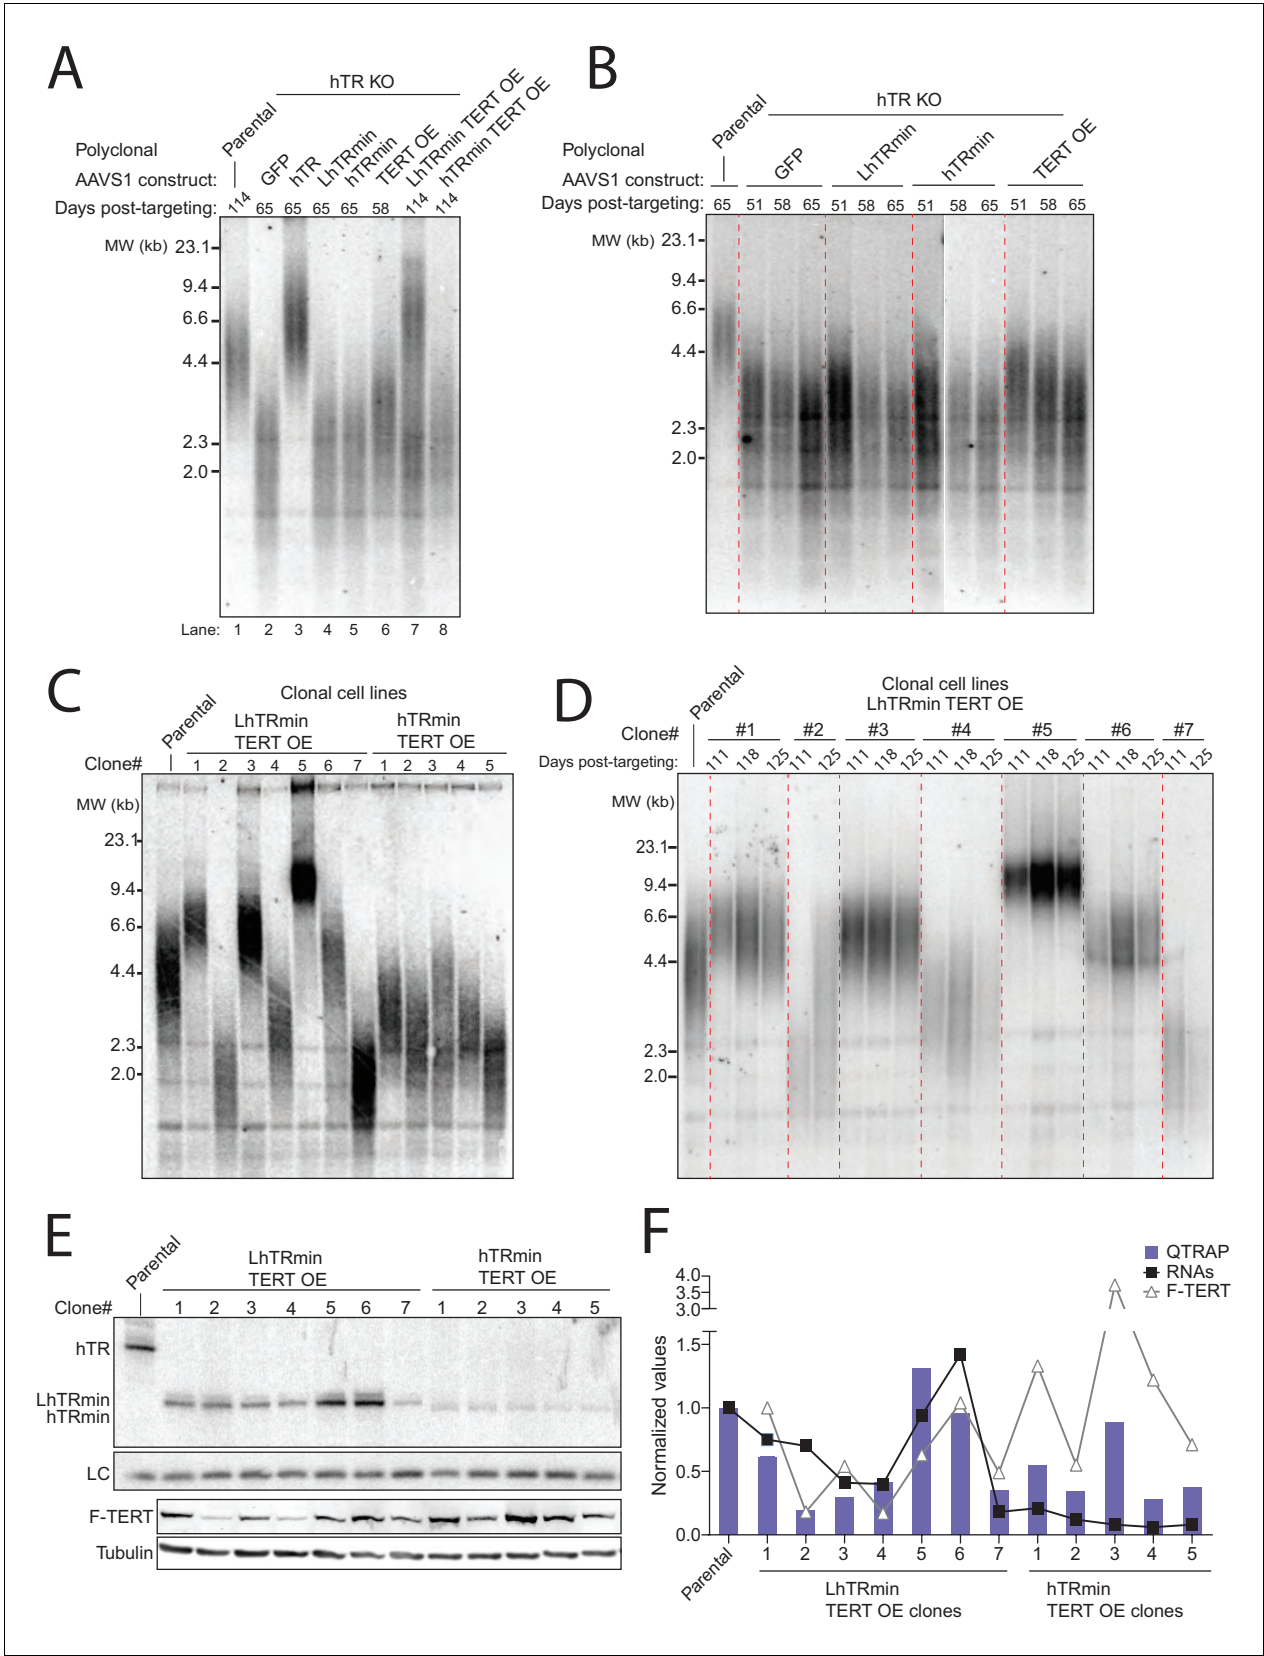 A
hTR KO
Polyclonal
AAVS1 construct:
Parental
GFP
hTR
LhTRmin
hTRmin
TERT OE
LhTRmin TERT OE
hTRmin TERT OE
Days post-targeting: 114 65 65 65 65 58 114 114
MW (kb) 23.1
9.4
6.6
4.4
2.3
2.0
Lane: 1 2 3 4 5 6 7 8
B
hTR KO
Polyclonal
AAVS1 construct:
Parental
GFP
LhTRmin
hTRmin
TERT OE
Days post-targeting: 65 51 58 65 51 58 65 51 58 65 51 58 65
MW (kb) 23.1
9.4
6.6
4.4
2.3
2.0
C
Clonal cell lines
Parental
LhTRmin
TERT OE
hTRmin
TERT OE
Clone# 1 2 3 4 5 6 7 1 2 3 4 5
MW (kb)
23.1
9.4
6.6
4.4
2.3
2.0
D
Clonal cell lines
LhTRmin TERT OE
Parental
Clone# #1 #2 #3 #4 #5 #6 #7
Days post-targeting: 111 118 125 111 125 111 118 125 111 118 125 111 118 125 111 118 125 111 125
MW (kb)
23.1
9.4
6.6
4.4
2.3
2.0
E
Parental
LhTRmin
TERT OE
hTRmin
TERT OE
Clone# 1 2 3 4 5 6 7 1 2 3 4 5
hTR
LhTRmin
hTRmin
LC
F-TERT
Tubulin
F
QTRAP
RNAs
F-TERT
Normalized values
4.0
3.5
3.0
1.5
1.0
0.5
0.0
Parental 1 2 3 4 5 6 7 1 2 3 4 5
LhTRmin
TERT OE clones
hTRmin
TERT OE clones